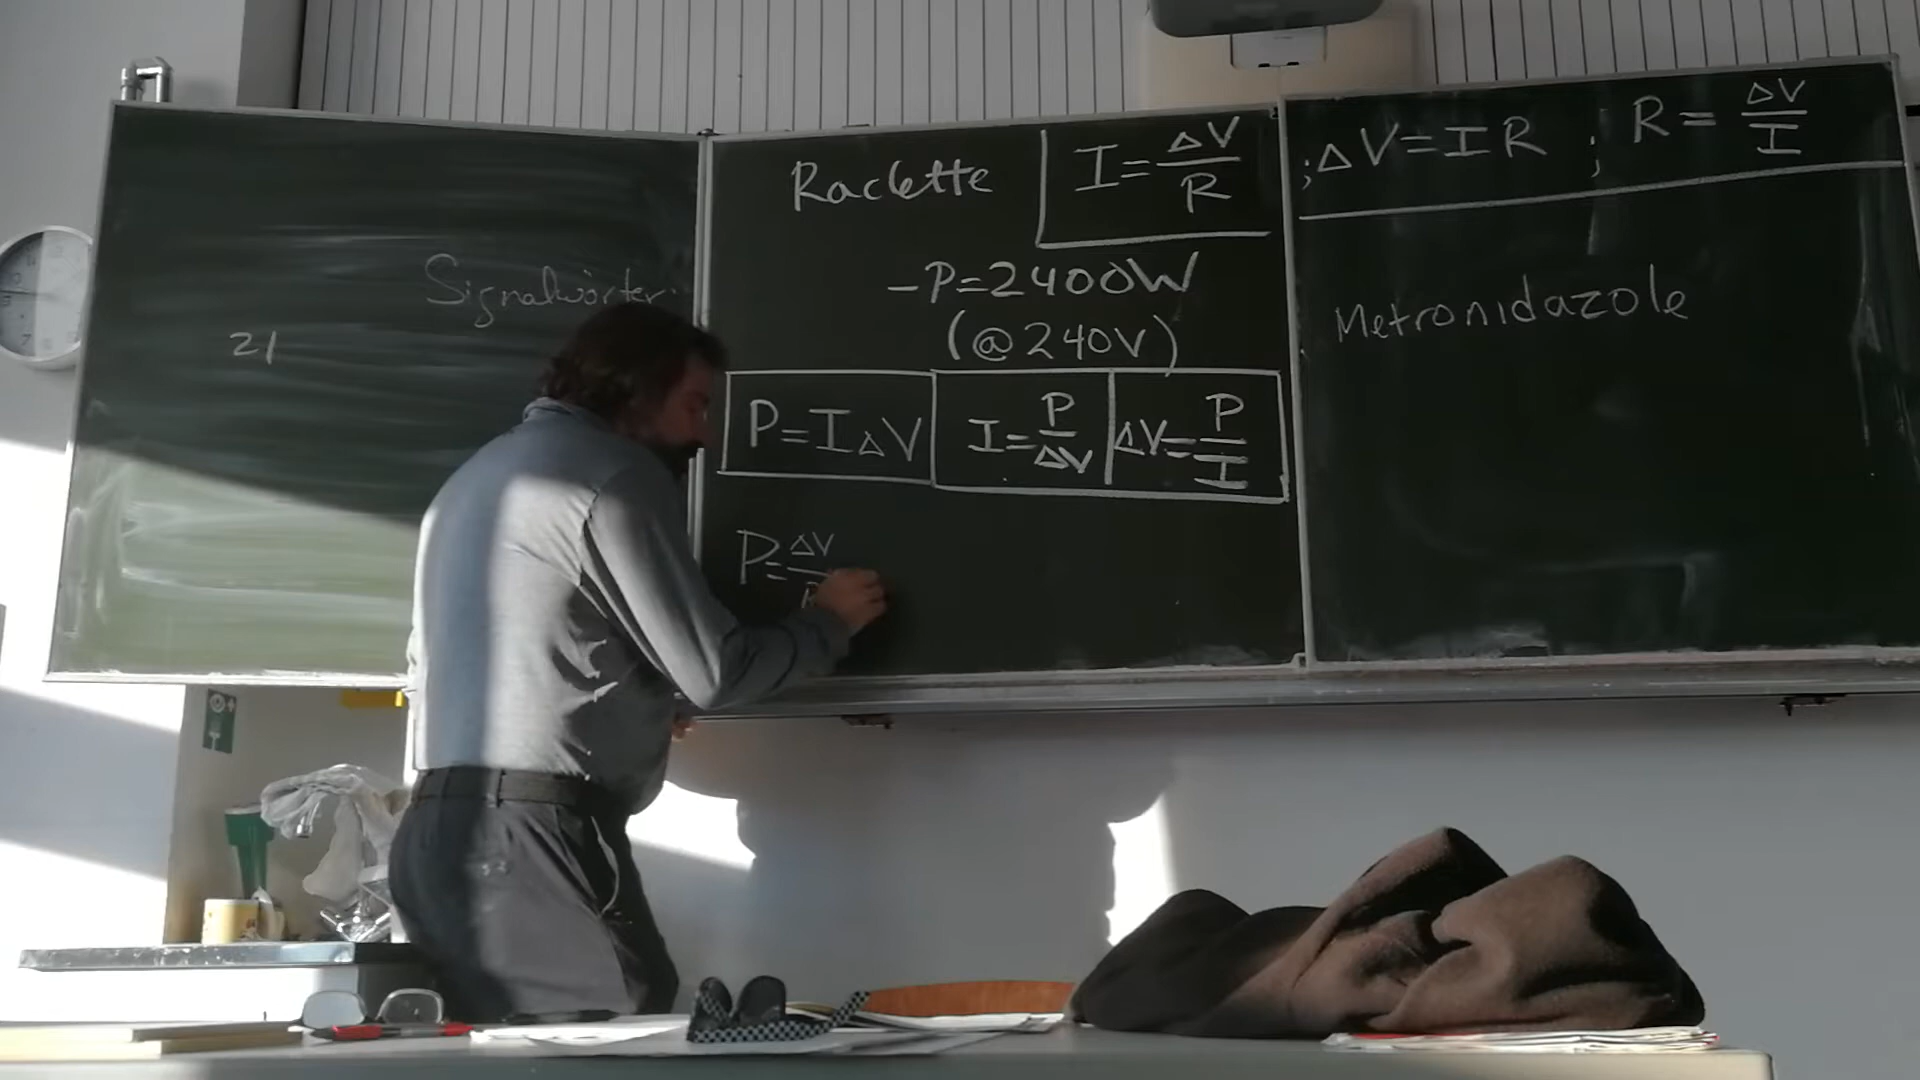 Signalwörter:
21
Raclette
I = ΔV/R ; ΔV = IR ; R = ΔV/I
-P=2400W
(@240V)
P=IΔV
I = P/ΔV
ΔV = P/I
P = ΔV/R
Metronidazole